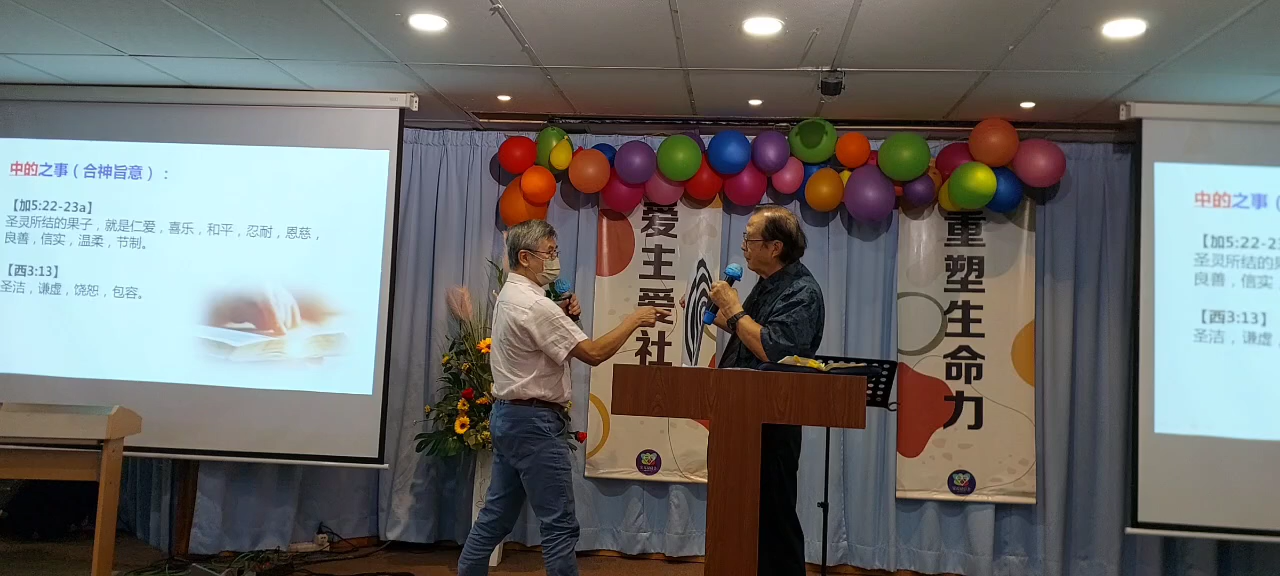 中的之事（合神旨意）：
【加5:22-23a】
圣灵所结的果子，就是仁爱，喜乐，和平，忍耐，恩慈，
良善，信实，温柔，节制。
【西3:13】
圣洁，谦虚，饶恕，包容。
爱主爱社
重塑生命力
中的之事（
【加5:22-23
圣灵所结的果
良善，信实，
【西3:13】
圣洁，谦虚，